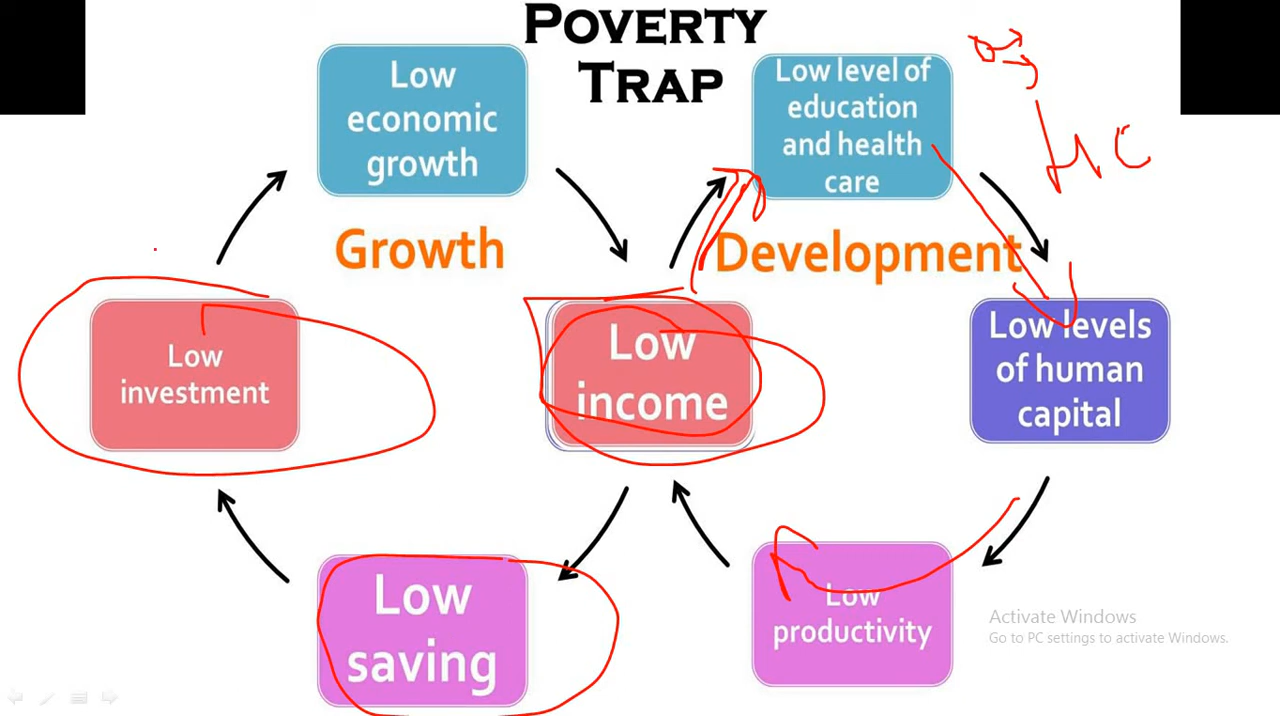 POVERTY
TRAP
Low
economic
growth
Low level of
education
and health
care
HC
Growth
Development
Low
investment
Low
income
Low levels
of human
capital
Low
saving
Low
productivity
Activate Windows
Go to PC settings to activate Windows.